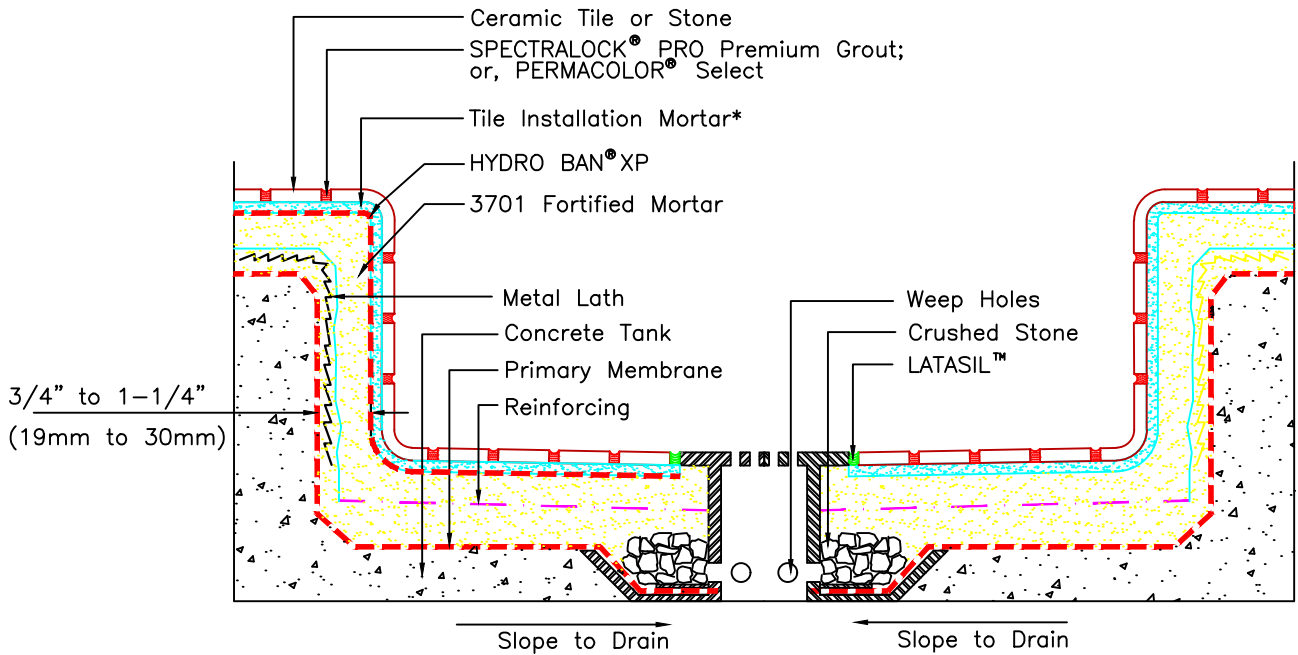 Ceramic Tile or Stone
SPECTRALOCK® PRO Premium Grout;
or, PERMACOLOR® Select
Tile Installation Mortar*
HYDRO BAN® XP
3701 Fortified Mortar
Metal Lath
Concrete Tank
Primary Membrane
Reinforcing
Weep Holes
Crushed Stone
LATASIL™
3/4” to 1-1/4”
(19mm to 30mm)
Slope to Drain
Slope to Drain